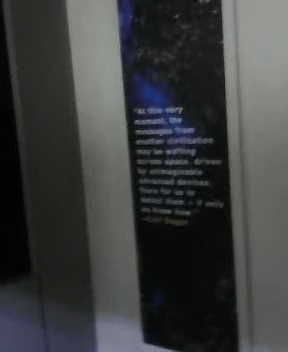 "At this very
moment, the
messages from
another civilization
may be wafting
across space, driven
by unimaginably
advanced devices,
there for us to
detect them — if only
we knew how."
—Carl Sagan